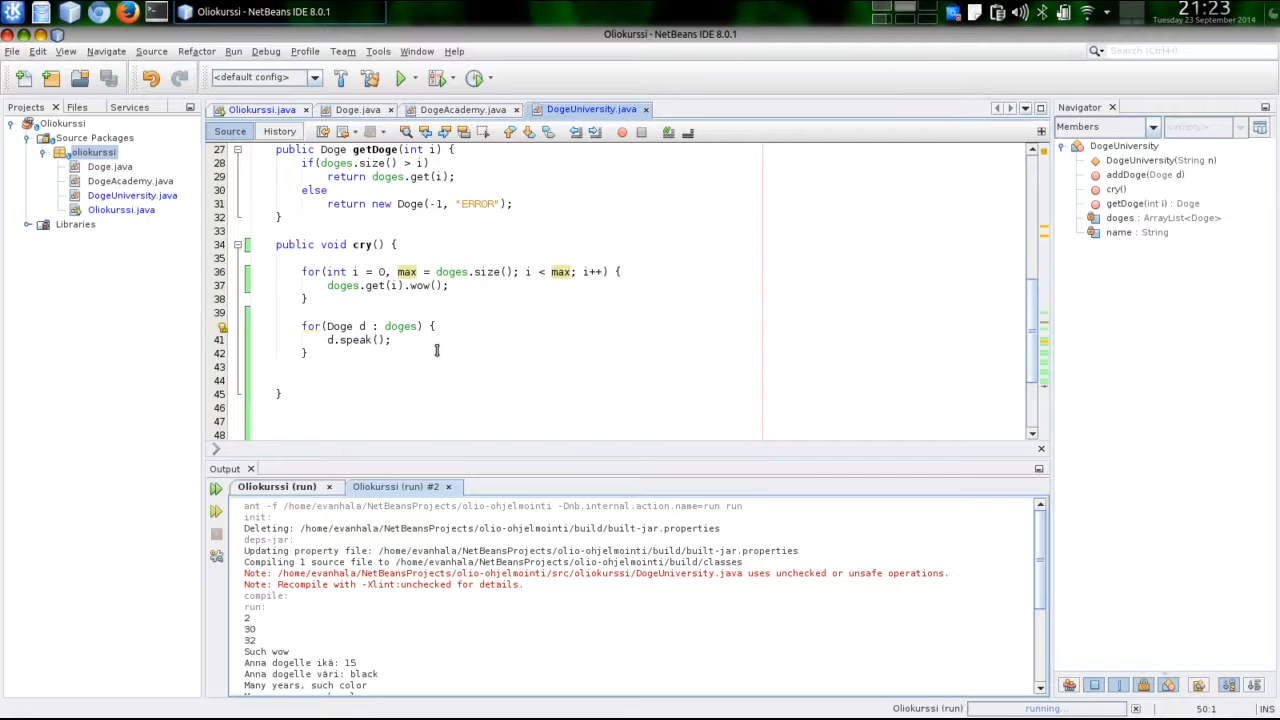 Oliokurssi - NetBeans IDE 8.0.1
21:23
Tuesday 23 September 2014
Oliokurssi - NetBeans IDE 8.0.1
File Edit View Navigate Source Refactor Run Debug Profile Team Tools Window Help
Search (Ctrl+I)
<default config>
Projects Files Services
Oliokurssi.java Doge.java DogeAcademy.java DogeUniversity.java
Navigator
Oliokurssi
Source Packages
oliokurssi
Doge.java
DogeAcademy.java
DogeUniversity.java
Oliokurssi.java
Libraries
Source History
27 public Doge getDoge(int i) {
28 if(doges.size() > i)
29 return doges.get(i);
30 else
31 return new Doge(-1, "ERROR");
32 }
33
34 public void cry() {
35
36 for(int i = 0, max = doges.size(); i < max; i++) {
37 doges.get(i).wow();
38 }
39
for(Doge d : doges) {
41 d.speak();
42 }
43
44
45 }
46
47
48
Members
<empty>
DogeUniversity
DogeUniversity(String n)
addDoge(Doge d)
cry()
getDoge(int i) : Doge
doges : ArrayList<Doge>
name : String
Output
Oliokurssi (run) Oliokurssi (run) #2
ant -f /home/evanhala/NetBeansProjects/olio-ohjelmointi -Dnb.internal.action.name=run run
init:
Deleting: /home/evanhala/NetBeansProjects/olio-ohjelmointi/build/built-jar.properties
deps-jar:
Updating property file: /home/evanhala/NetBeansProjects/olio-ohjelmointi/build/built-jar.properties
Compiling 1 source file to /home/evanhala/NetBeansProjects/olio-ohjelmointi/build/classes
Note: /home/evanhala/NetBeansProjects/olio-ohjelmointi/src/oliokurssi/DogeUniversity.java uses unchecked or unsafe operations.
Note: Recompile with -Xlint:unchecked for details.
compile:
run:
2
30
32
Such wow
Anna dogelle ikä: 15
Anna dogelle väri: black
Many years, such color
Oliokurssi (run) running... 50:1 INS